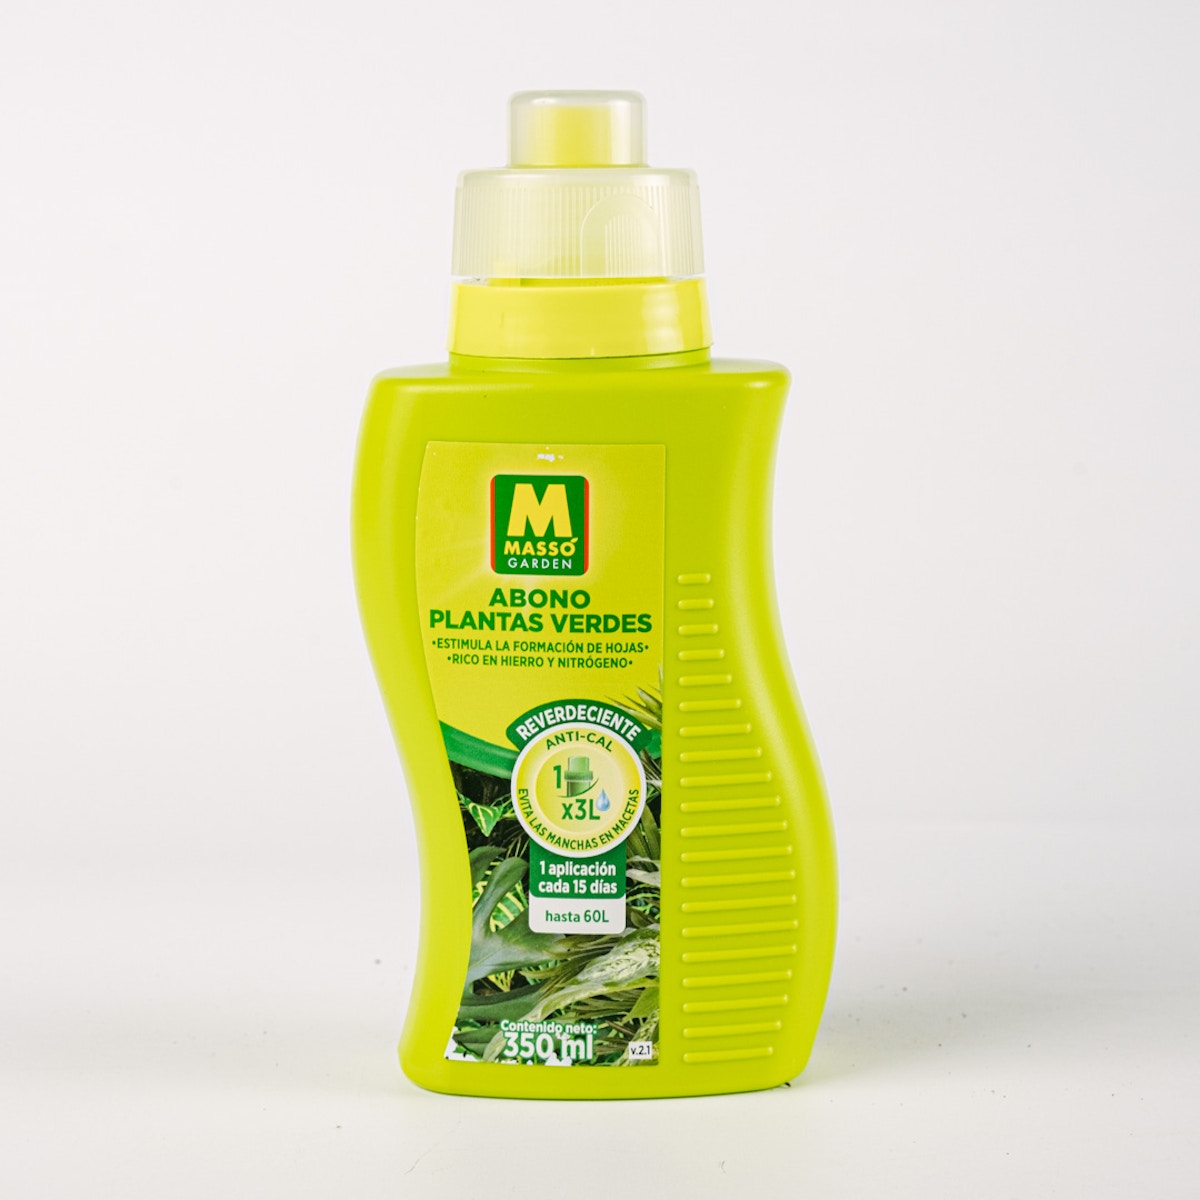 M
MASSÓ
GARDEN
ABONO
PLANTAS VERDES
•ESTIMULA LA FORMACIÓN DE HOJAS•
•RICO EN HIERRO Y NITRÓGENO•
REVERDECIENTE
ANTI-CAL
1
x3L
EVITA LAS MANCHAS EN MACETAS
1 aplicación
cada 15 días
hasta 60L
Contenido neto:
350 ml
v.2.1